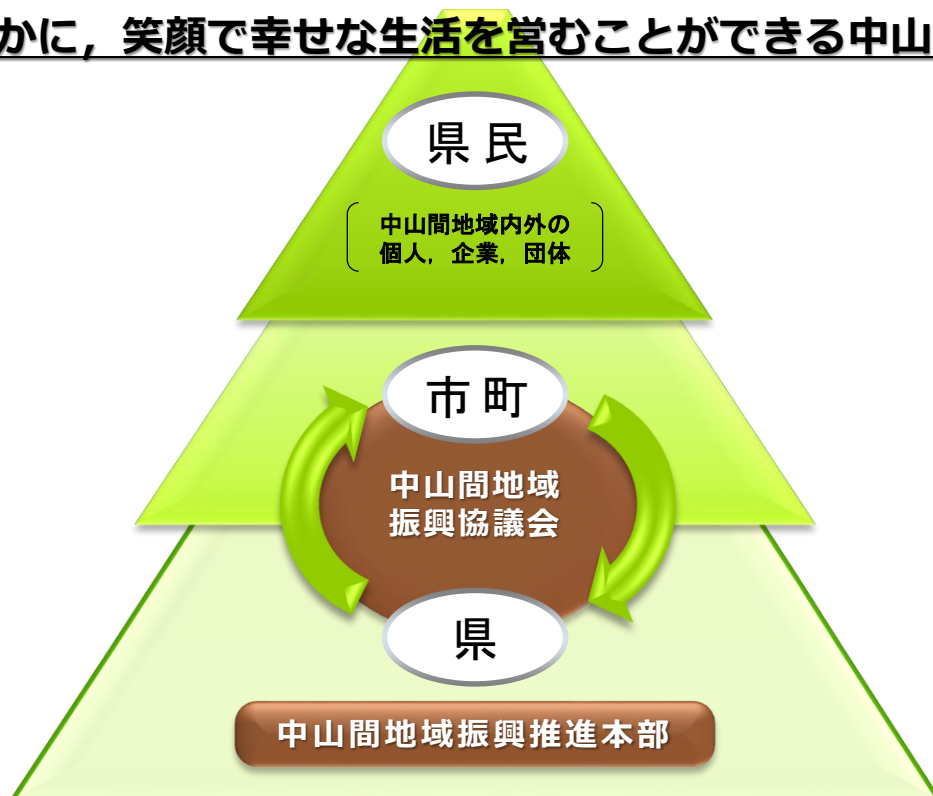 かに，笑顔で幸せな生活を営むことができる中山
県 民
中山間地域内外の
個人，企業，団体
市 町
中山間地域
振興協議会
県
中山間地域振興推進本部